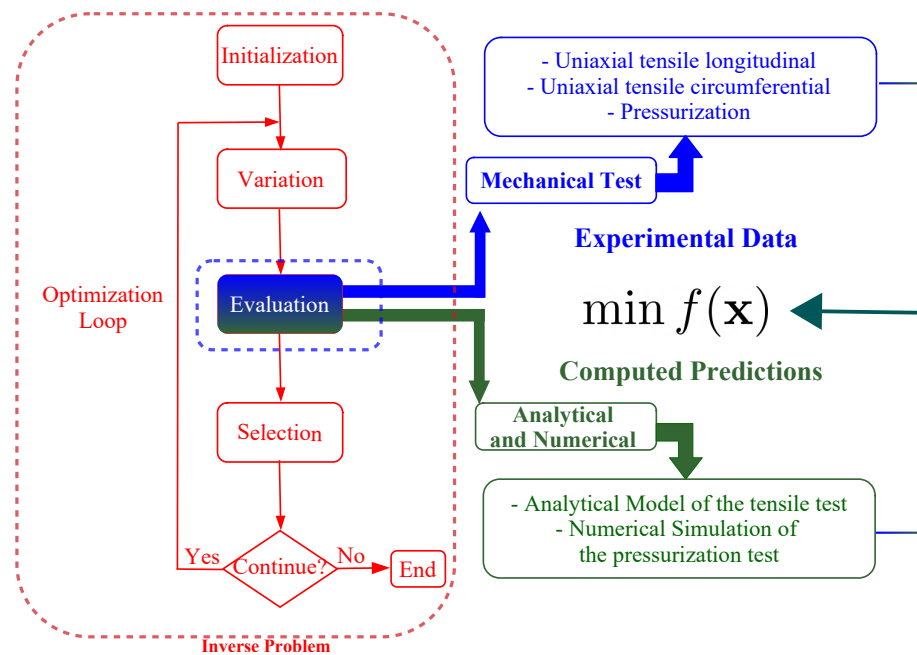 Initialization
Variation
Evaluation
Optimization
Loop
Selection
Continue?
Yes
No
End
Inverse Problem
- Uniaxial tensile longitudinal
- Uniaxial tensile circumferential
- Pressurization
Mechanical Test
Experimental Data
min f(x)
Computed Predictions
Analytical
and Numerical
- Analytical Model of the tensile test
- Numerical Simulation of
the pressurization test